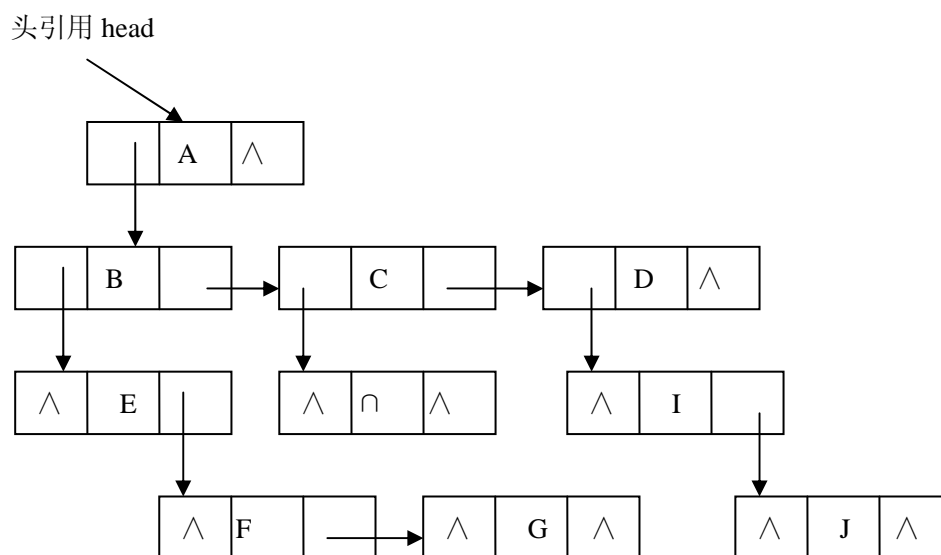 头引用 head
A ∧
B C D ∧
∧ E ∧ ∩ ∧ ∧ I
∧ F ∧ G ∧ ∧ J ∧